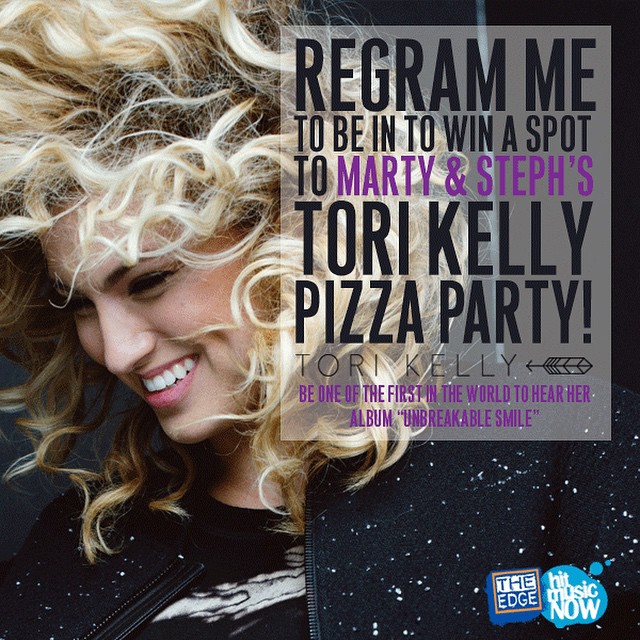 REGRAM ME
TO BE IN TO WIN A SPOT
TO MARTY & STEPH'S
TORI KELLY
PIZZA PARTY!
TORI KELLY
BE ONE OF THE FIRST IN THE WORLD TO HEAR HER
ALBUM "UNBREAKABLE SMILE"
THE
EDGE
hit
music
NOW